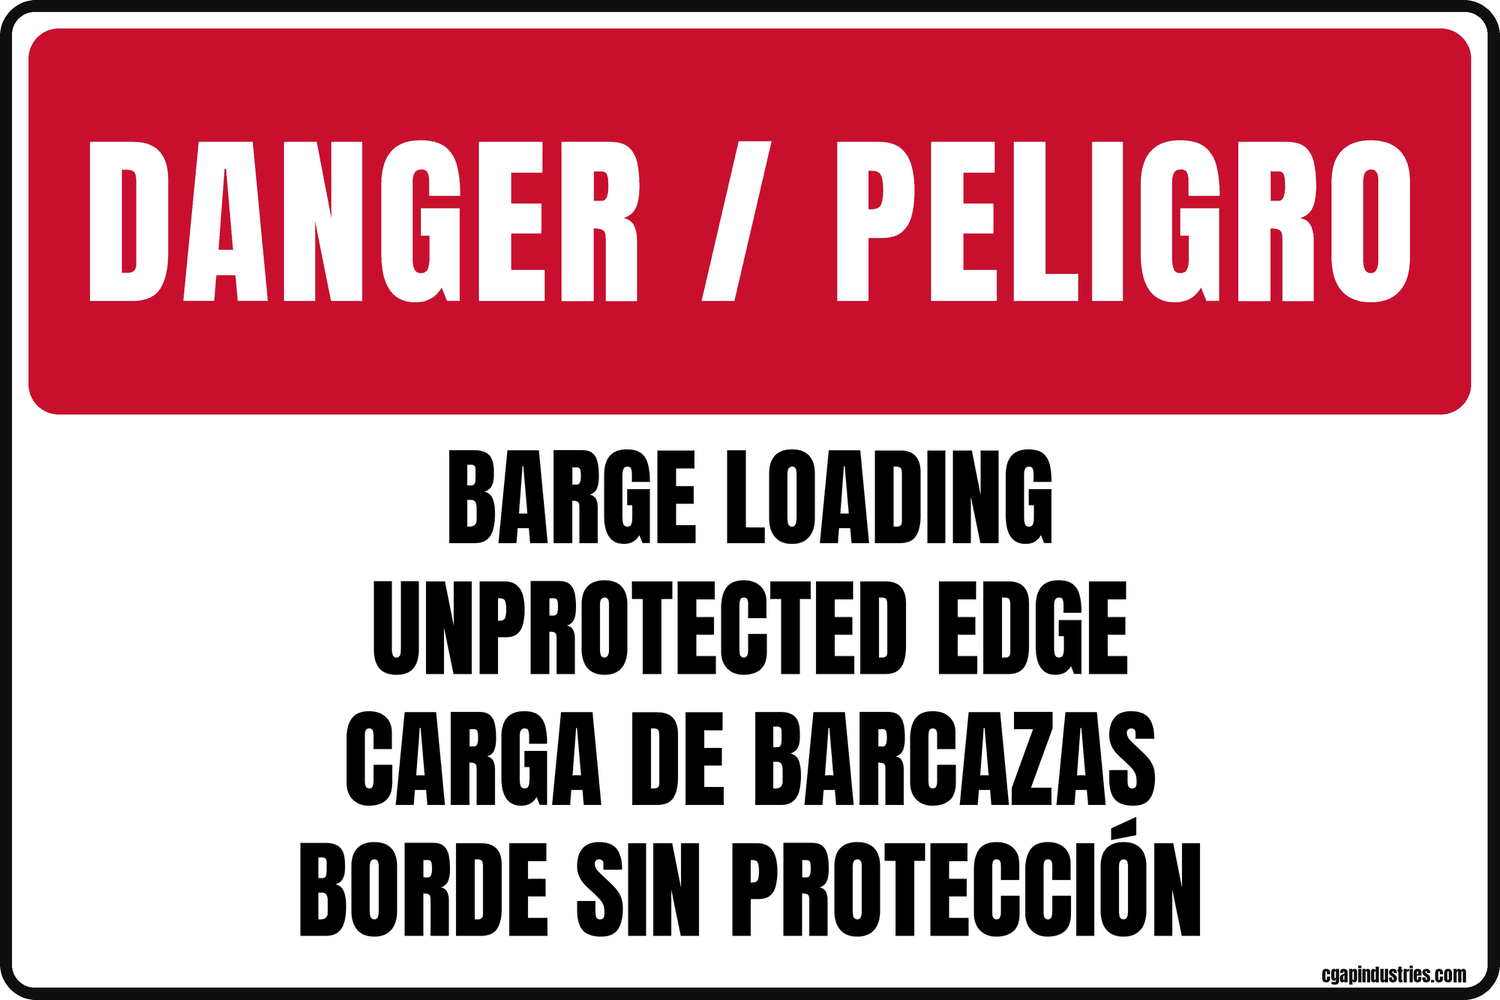 DANGER / PELIGRO
BARGE LOADING
UNPROTECTED EDGE
CARGA DE BARCAZAS
BORDE SIN PROTECCIÓN
cgapindustries.com